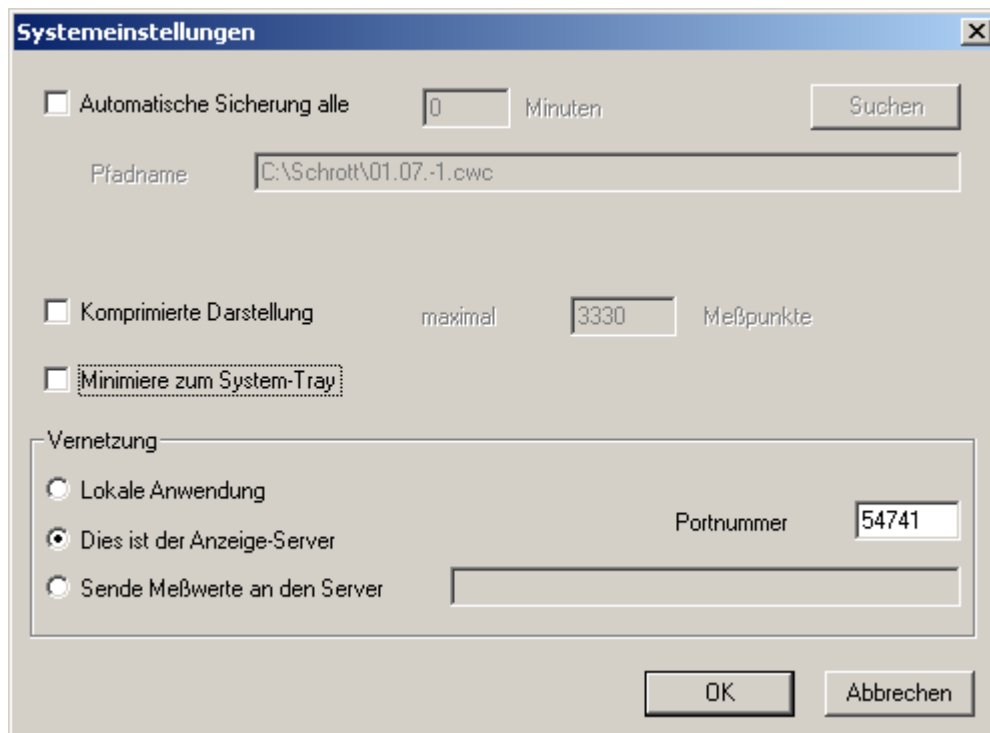 Systemeinstellungen
Automatische Sicherung alle 0 Minuten Suchen
Pfadname C:\Schrott\01.07.-1.cwc
Komprimierte Darstellung maximal 3330 Meßpunkte
Minimiere zum System-Tray
Vernetzung
Lokale Anwendung
Portnummer 54741
Dies ist der Anzeige-Server
Sende Meßwerte an den Server
OK Abbrechen